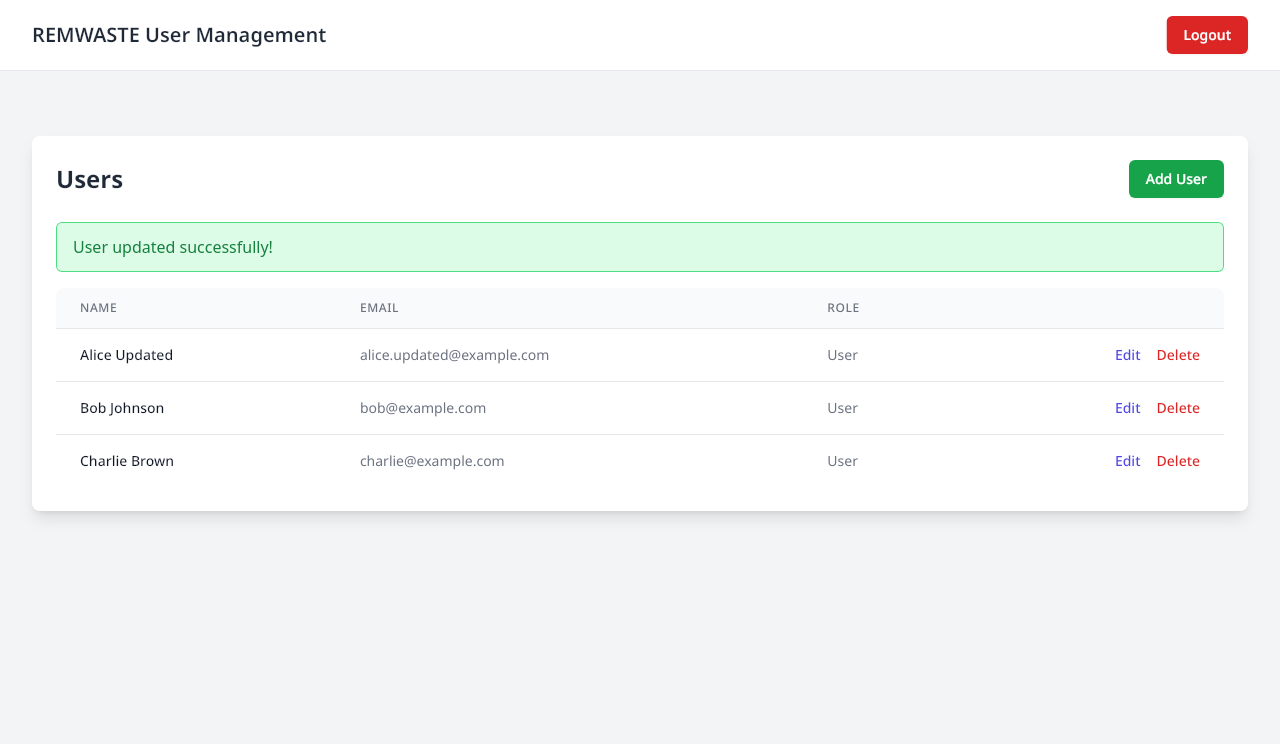 REMWASTE User Management Logout
Users Add User
User updated successfully!
NAME EMAIL ROLE
Alice Updated alice.updated@example.com User Edit Delete
Bob Johnson bob@example.com User Edit Delete
Charlie Brown charlie@example.com User Edit Delete